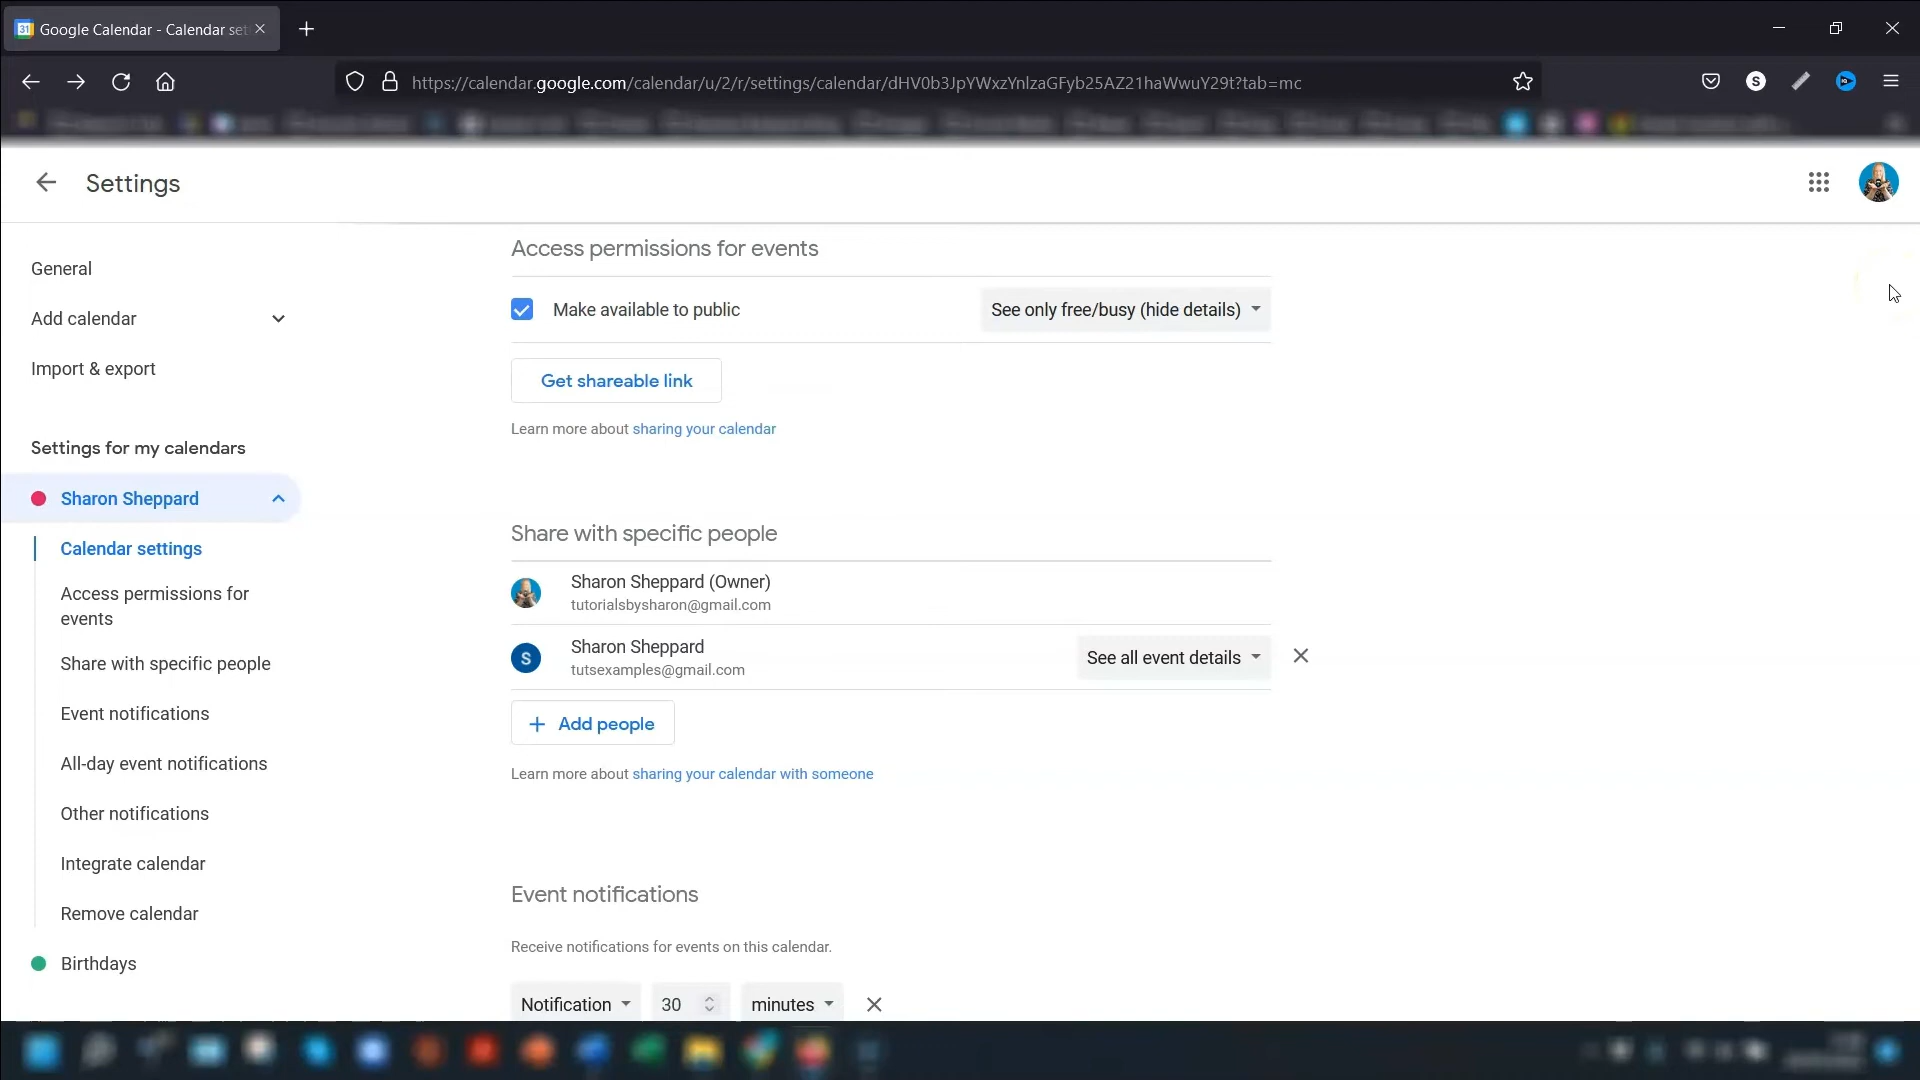 Google Calendar - Calendar set
https://calendar.google.com/calendar/u/2/r/settings/calendar/dHV0b3JpYWxzYnlzaGFyb25AZ21haWwuY29t?tab=mc
Settings
General
Add calendar
Import & export
Settings for my calendars
Sharon Sheppard
Calendar settings
Access permissions for
events
Share with specific people
Event notifications
All-day event notifications
Other notifications
Integrate calendar
Remove calendar
Birthdays
Access permissions for events
Make available to public
See only free/busy (hide details)
Get shareable link
Learn more about sharing your calendar
Share with specific people
Sharon Sheppard (Owner)
tutorialsbysharon@gmail.com
S
Sharon Sheppard
tutsexamples@gmail.com
See all event details
Add people
Learn more about sharing your calendar with someone
Event notifications
Receive notifications for events on this calendar.
Notification 30 minutes